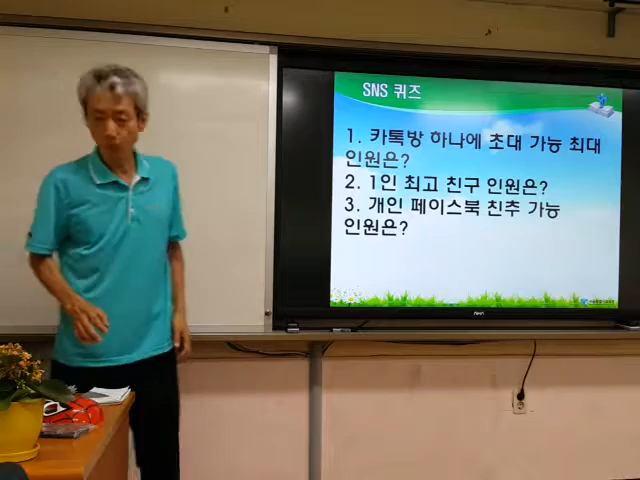 SNS 퀴즈
1. 카톡방 하나에 초대 가능 최대
인원은?
2. 1인 최고 친구 인원은?
3. 개인 페이스북 친추 가능
인원은?